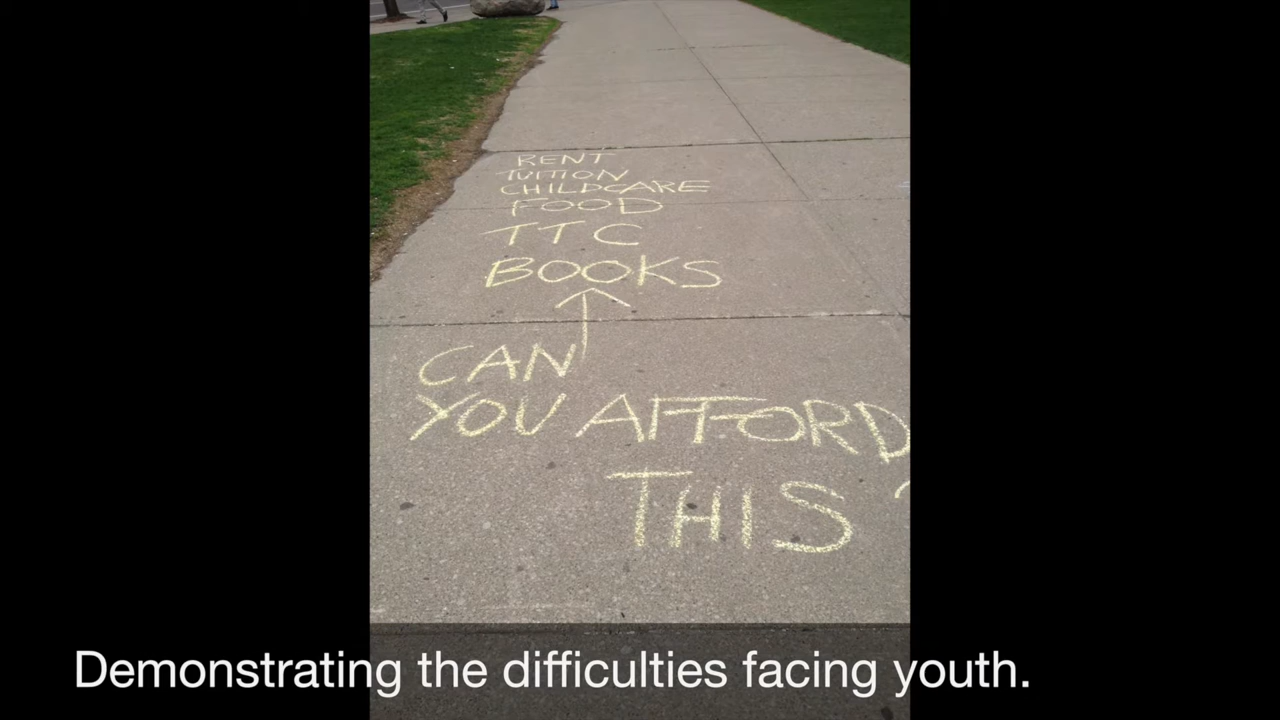 RENT
TUITION
CHILDCARE
FOOD
TTC
BOOKS
CAN
YOU AFFORD
THIS ?
Demonstrating the difficulties facing youth.